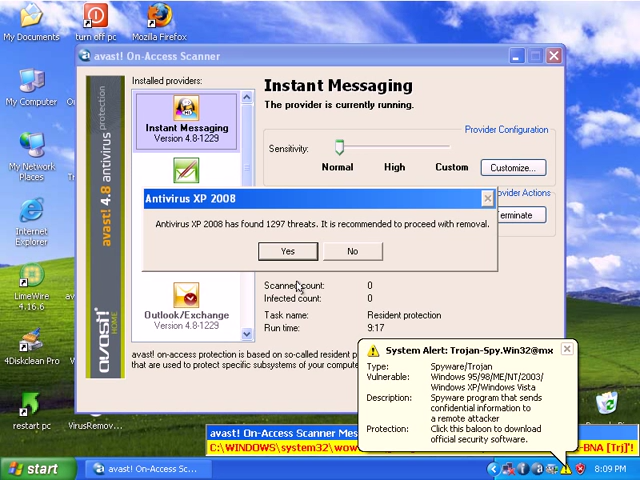 My Documents
turn off pc
Mozilla Firefox
avast! On-Access Scanner
My Computer
My Network
Places
Internet
Explorer
LimeWire
4.16.6
4Diskclean Pro
restart pc
VirusRemov...
avast! 4.8 antivirus protection
avast! HOME
Installed providers:
Instant Messaging
Version 4.8-1229
Outlook/Exchange
Version 4.8-1229
Instant Messaging
The provider is currently running.
Provider Configuration
Sensitivity:
Normal High Custom
Customize...
Provider Actions
erminate
Antivirus XP 2008
Antivirus XP 2008 has found 1297 threats. It is recommended to proceed with removal.
Yes No
Scanned count: 0
Infected count: 0
Task name: Resident protection
Run time: 9:17
avast! on-access protection is based on so-called resident p
that are used to protect specific subsystems of your compute
System Alert: Trojan-Spy.Win32@mx
Type: Spyware/Trojan
Vulnerable: Windows 95/98/ME/NT/2003/
Windows XP/Windows Vista
Description: Spyware program that sends
confidential information to
a remote attacker
Protection: Click this baloon to download
official security software.
avast! On-Access Scanner Mes
C:\WINDOWS\system32\wow
-BNA [Trj]'!
start
avast! On-Access Sc...
8:09 PM